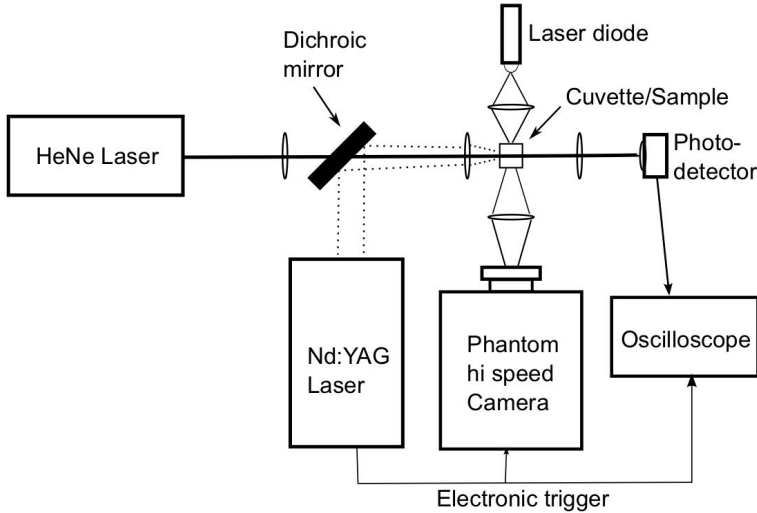 Laser diode
Dichroic
mirror
Cuvette/Sample
HeNe Laser
Photo-
detector
Nd:YAG
Laser
Phantom
hi speed
Camera
Oscilloscope
Electronic trigger